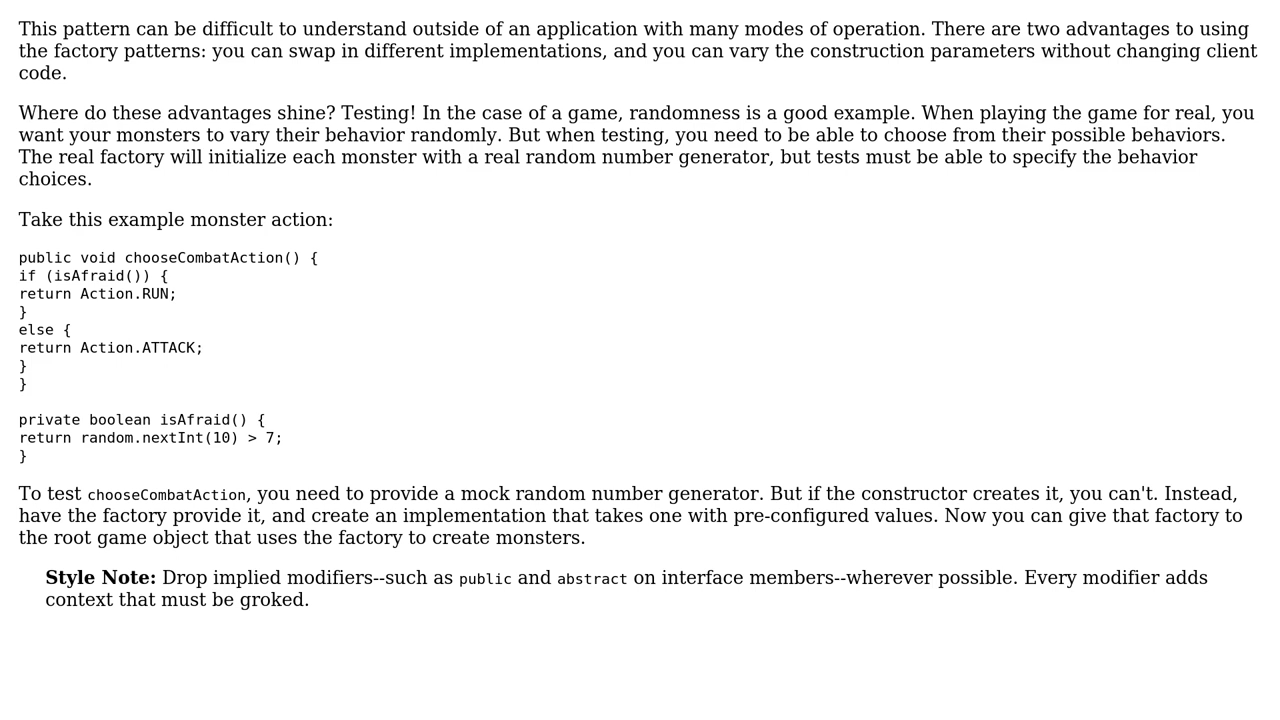 This pattern can be difficult to understand outside of an application with many modes of operation. There are two advantages to using
the factory patterns: you can swap in different implementations, and you can vary the construction parameters without changing client
code.
Where do these advantages shine? Testing! In the case of a game, randomness is a good example. When playing the game for real, you
want your monsters to vary their behavior randomly. But when testing, you need to be able to choose from their possible behaviors.
The real factory will initialize each monster with a real random number generator, but tests must be able to specify the behavior
choices.
Take this example monster action:
public void chooseCombatAction() {
if (isAfraid()) {
return Action.RUN;
}
else {
return Action.ATTACK;
}
}
private boolean isAfraid() {
return random.nextInt(10) > 7;
}
To test chooseCombatAction, you need to provide a mock random number generator. But if the constructor creates it, you can't. Instead,
have the factory provide it, and create an implementation that takes one with pre-configured values. Now you can give that factory to
the root game object that uses the factory to create monsters.
Style Note: Drop implied modifiers--such as public and abstract on interface members--wherever possible. Every modifier adds
context that must be groked.